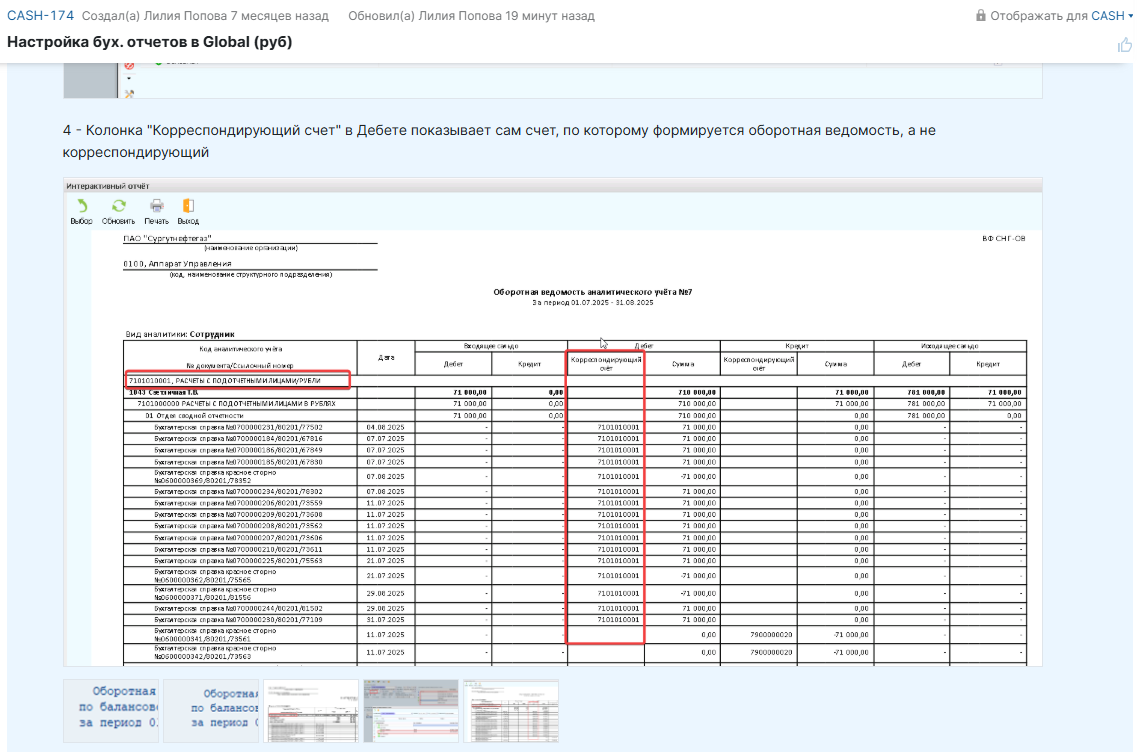 CASH-174 Создал(а) Лилия Попова 7 месяцев назад Обновил(а) Лилия Попова 19 минут назад Отображать для CASH
Настройка бух. отчетов в Global (руб)
4 - Колонка "Корреспондирующий счет" в Дебете показывает сам счет, по которому формируется оборотная ведомость, а не
корреспондирующий
Интерактивный отчёт
Выбор Обновить Печать Выход
ПАО "Сургутнефтегаз" ВФ СНГ-ОВ
(наименование организации)
0100, Аппарат Управления
(код, наименование структурного подразделения)
Оборотная ведомость аналитического учёта №7
За период 01.07.2025 - 31.08.2025
Вид аналитики: Сотрудник
Код аналитического учёта Дата Входящее сальдо Дебет Кредит Исходящее сальдо
№ документа/Ссылочный номер Дебет Кредит Корреспондирующий счёт Сумма Корреспондирующий счёт Сумма Дебет Кредит
7101010001, РАСЧЕТЫ С ПОДОТЧЕТНЫМИ ЛИЦАМИ/РУБЛИ
1043 Светличная Т.В. 71 000,00 0,00 710 000,00 71 000,00 781 000,00 71 000,00
7101000000 РАСЧЕТЫ С ПОДОТЧЕТНЫМИ ЛИЦАМИ В РУБЛЯХ 71 000,00 0,00 710 000,00 71 000,00 781 000,00 71 000,00
01 Отдел сводной отчетности 71 000,00 0,00 710 000,00 0,00 781 000,00 0,00
Бухгалтерская справка №0700000231/80201/77502 04.08.2025 - - 7101010001 71 000,00 0,00 - -
Бухгалтерская справка №0700000184/80201/67816 07.07.2025 - - 7101010001 71 000,00 0,00 - -
Бухгалтерская справка №0700000186/80201/67849 07.07.2025 - - 7101010001 71 000,00 0,00 - -
Бухгалтерская справка №0700000185/80201/67830 07.07.2025 - - 7101010001 71 000,00 0,00 - -
Бухгалтерская справка красное сторно
№0600000369/80201/78352 07.08.2025 - - 7101010001 -71 000,00 0,00 - -
Бухгалтерская справка №0700000234/80201/78302 07.08.2025 - - 7101010001 71 000,00 0,00 - -
Бухгалтерская справка №0700000206/80201/73559 11.07.2025 - - 7101010001 71 000,00 0,00 - -
Бухгалтерская справка №0700000209/80201/73608 11.07.2025 - - 7101010001 71 000,00 0,00 - -
Бухгалтерская справка №0700000208/80201/73562 11.07.2025 - - 7101010001 71 000,00 0,00 - -
Бухгалтерская справка №0700000207/80201/73606 11.07.2025 - - 7101010001 71 000,00 0,00 - -
Бухгалтерская справка №0700000210/80201/73611 11.07.2025 - - 7101010001 71 000,00 0,00 - -
Бухгалтерская справка №0700000225/80201/75563 21.07.2025 - - 7101010001 71 000,00 0,00 - -
Бухгалтерская справка красное сторно
№0600000362/80201/75565 21.07.2025 - - 7101010001 -71 000,00 0,00 - -
Бухгалтерская справка красное сторно
№0600000371/80201/81556 29.08.2025 - - 7101010001 -71 000,00 0,00 - -
Бухгалтерская справка №0700000244/80201/81502 29.08.2025 - - 7101010001 71 000,00 0,00 - -
Бухгалтерская справка №0700000230/80201/77109 31.07.2025 - - 7101010001 71 000,00 0,00 - -
Бухгалтерская справка красное сторно
№0600000341/80201/73561 11.07.2025 - - 0,00 7900000020 -71 000,00 - -
Бухгалтерская справка красное сторно
№0600000342/80201/73563 11.07.2025 - - 0,00 7900000020 -71 000,00 - -
Оборотная
по балансов
за период 0
Оборотная
по балансов
за период